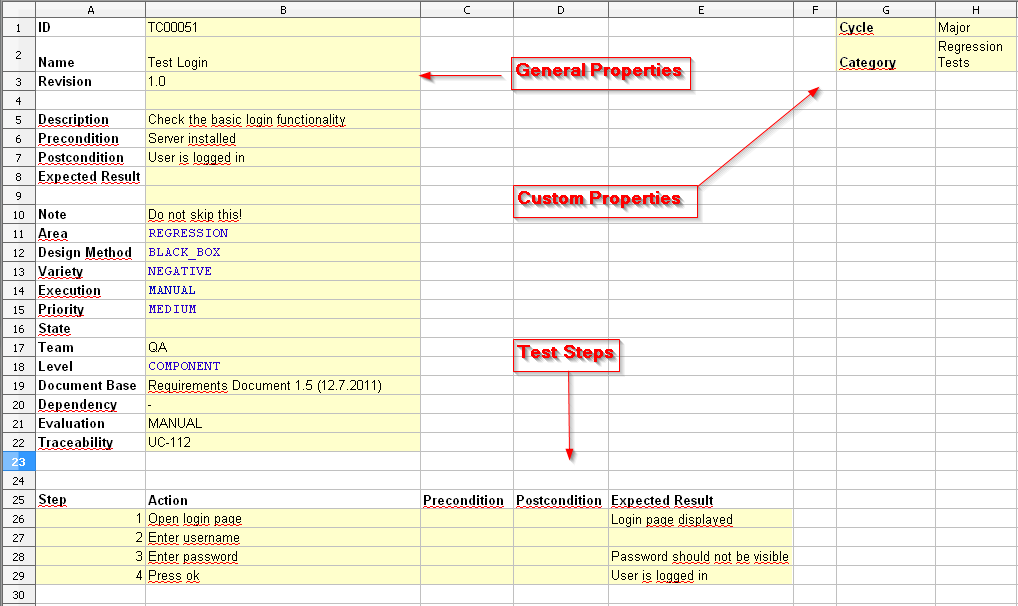 A B C D E F G H
1 ID TC00051 Cycle Major
2 Name Test Login Category Regression Tests
General Properties
3 Revision 1.0
4
5 Description Check the basic login functionality
6 Precondition Server installed
7 Postcondition User is logged in
8 Expected Result
9
Custom Properties
10 Note Do not skip this!
11 Area REGRESSION
12 Design Method BLACK_BOX
13 Variety NEGATIVE
14 Execution MANUAL
15 Priority MEDIUM
16 State
17 Team QA
Test Steps
18 Level COMPONENT
19 Document Base Requirements Document 1.5 (12.7.2011)
20 Dependency -
21 Evaluation MANUAL
22 Traceability UC-112
23
24
25 Step Action Precondition Postcondition Expected Result
26 1 Open login page Login page displayed
27 2 Enter username
28 3 Enter password Password should not be visible
29 4 Press ok User is logged in
30